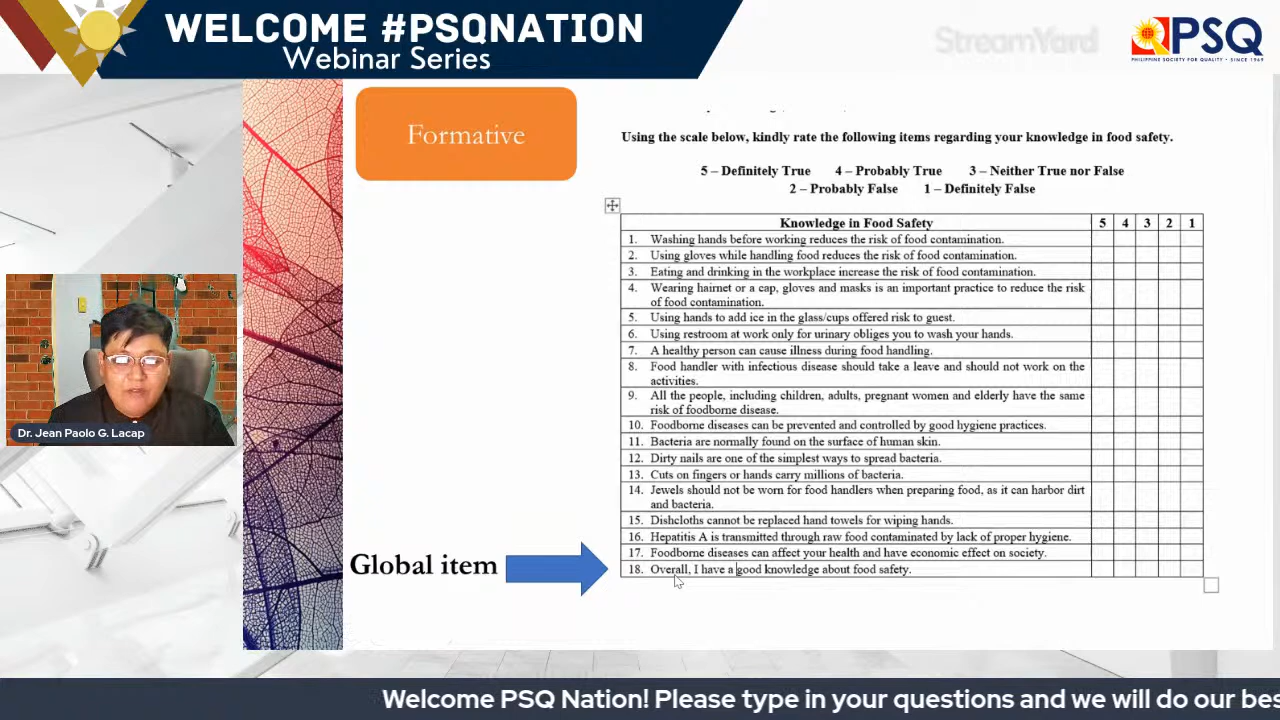 WELCOME #PSQNATION
Webinar Series
StreamYard
PSQ
PHILIPPINE SOCIETY FOR QUALITY - SINCE 1969
Formative
Using the scale below, kindly rate the following items regarding your knowledge in food safety.
5 – Definitely True 4 – Probably True 3 – Neither True nor False
2 – Probably False 1 – Definitely False
Knowledge in Food Safety 5 4 3 2 1
1. Washing hands before working reduces the risk of food contamination.
2. Using gloves while handling food reduces the risk of food contamination.
3. Eating and drinking in the workplace increase the risk of food contamination.
4. Wearing hairnet or a cap, gloves and masks is an important practice to reduce the risk
of food contamination.
5. Using hands to add ice in the glass/cups offered risk to guest.
6. Using restroom at work only for urinary obliges you to wash your hands.
7. A healthy person can cause illness during food handling.
8. Food handler with infectious disease should take a leave and should not work on the
activities.
9. All the people, including children, adults, pregnant women and elderly have the same
risk of foodborne disease.
10. Foodborne diseases can be prevented and controlled by good hygiene practices.
11. Bacteria are normally found on the surface of human skin.
12. Dirty nails are one of the simplest ways to spread bacteria.
13. Cuts on fingers or hands carry millions of bacteria.
14. Jewels should not be worn for food handlers when preparing food, as it can harbor dirt
and bacteria.
15. Dishcloths cannot be replaced hand towels for wiping hands.
16. Hepatitis A is transmitted through raw food contaminated by lack of proper hygiene.
17. Foodborne diseases can affect your health and have economic effect on society.
18. Overall, I have a good knowledge about food safety.
Global item
Dr. Jean Paolo G. Lacap
Welcome PSQ Nation! Please type in your questions and we will do our bes